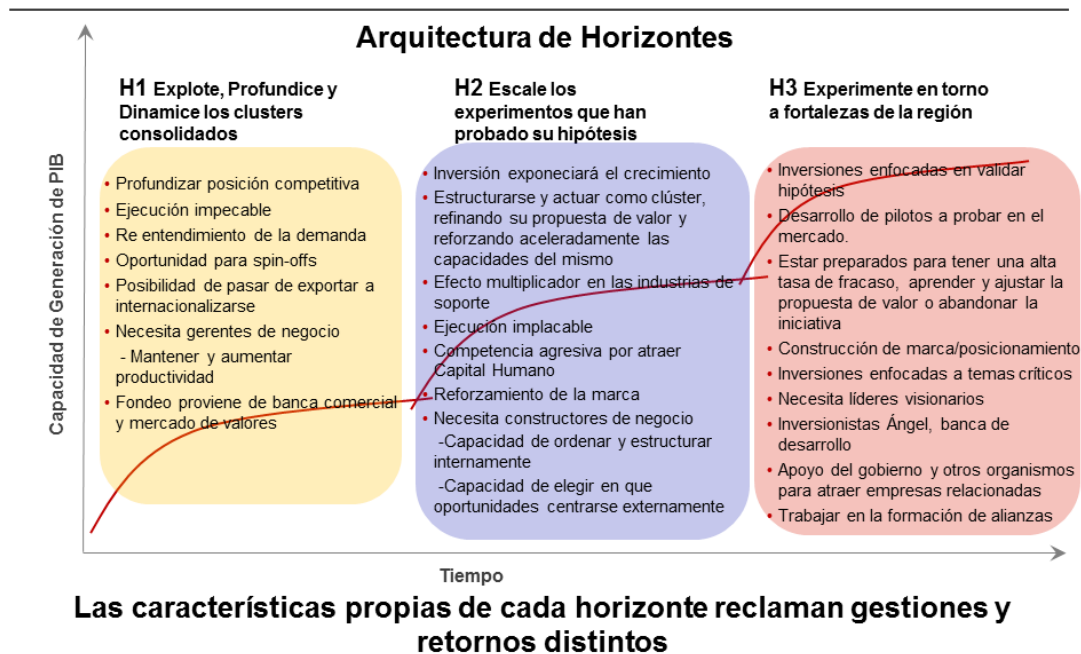 Arquitectura de Horizontes
Capacidad de Generación de PIB
H1 Explote, Profundice y
Dinamice los clusters
consolidados
• Profundizar posición competitiva
• Ejecución impecable
• Re entendimiento de la demanda
• Oportunidad para spin-offs
• Posibilidad de pasar de exportar a
internacionalizarse
• Necesita gerentes de negocio
- Mantener y aumentar
productividad
• Fondeo proviene de banca comercial
y mercado de valores
H2 Escale los
experimentos que han
probado su hipótesis
• Inversión exponeciará el crecimiento
• Estructurarse y actuar como clúster,
refinando su propuesta de valor y
reforzando aceleradamente las
capacidades del mismo
• Efecto multiplicador en las industrias de
soporte
• Ejecución implacable
• Competencia agresiva por atraer
Capital Humano
• Reforzamiento de la marca
• Necesita constructores de negocio
-Capacidad de ordenar y estructurar
internamente
-Capacidad de elegir en que
oportunidades centrarse externamente
H3 Experimente en torno
a fortalezas de la región
• Inversiones enfocadas en validar
hipótesis
• Desarrollo de pilotos a probar en el
mercado.
• Estar preparados para tener una alta
tasa de fracaso, aprender y ajustar la
propuesta de valor o abandonar la
iniciativa
• Construcción de marca/posicionamiento
• Inversiones enfocadas a temas críticos
• Necesita líderes visionarios
• Inversionistas Ángel, banca de
desarrollo
• Apoyo del gobierno y otros organismos
para atraer empresas relacionadas
• Trabajar en la formación de alianzas
Tiempo
Las características propias de cada horizonte reclaman gestiones y
retornos distintos